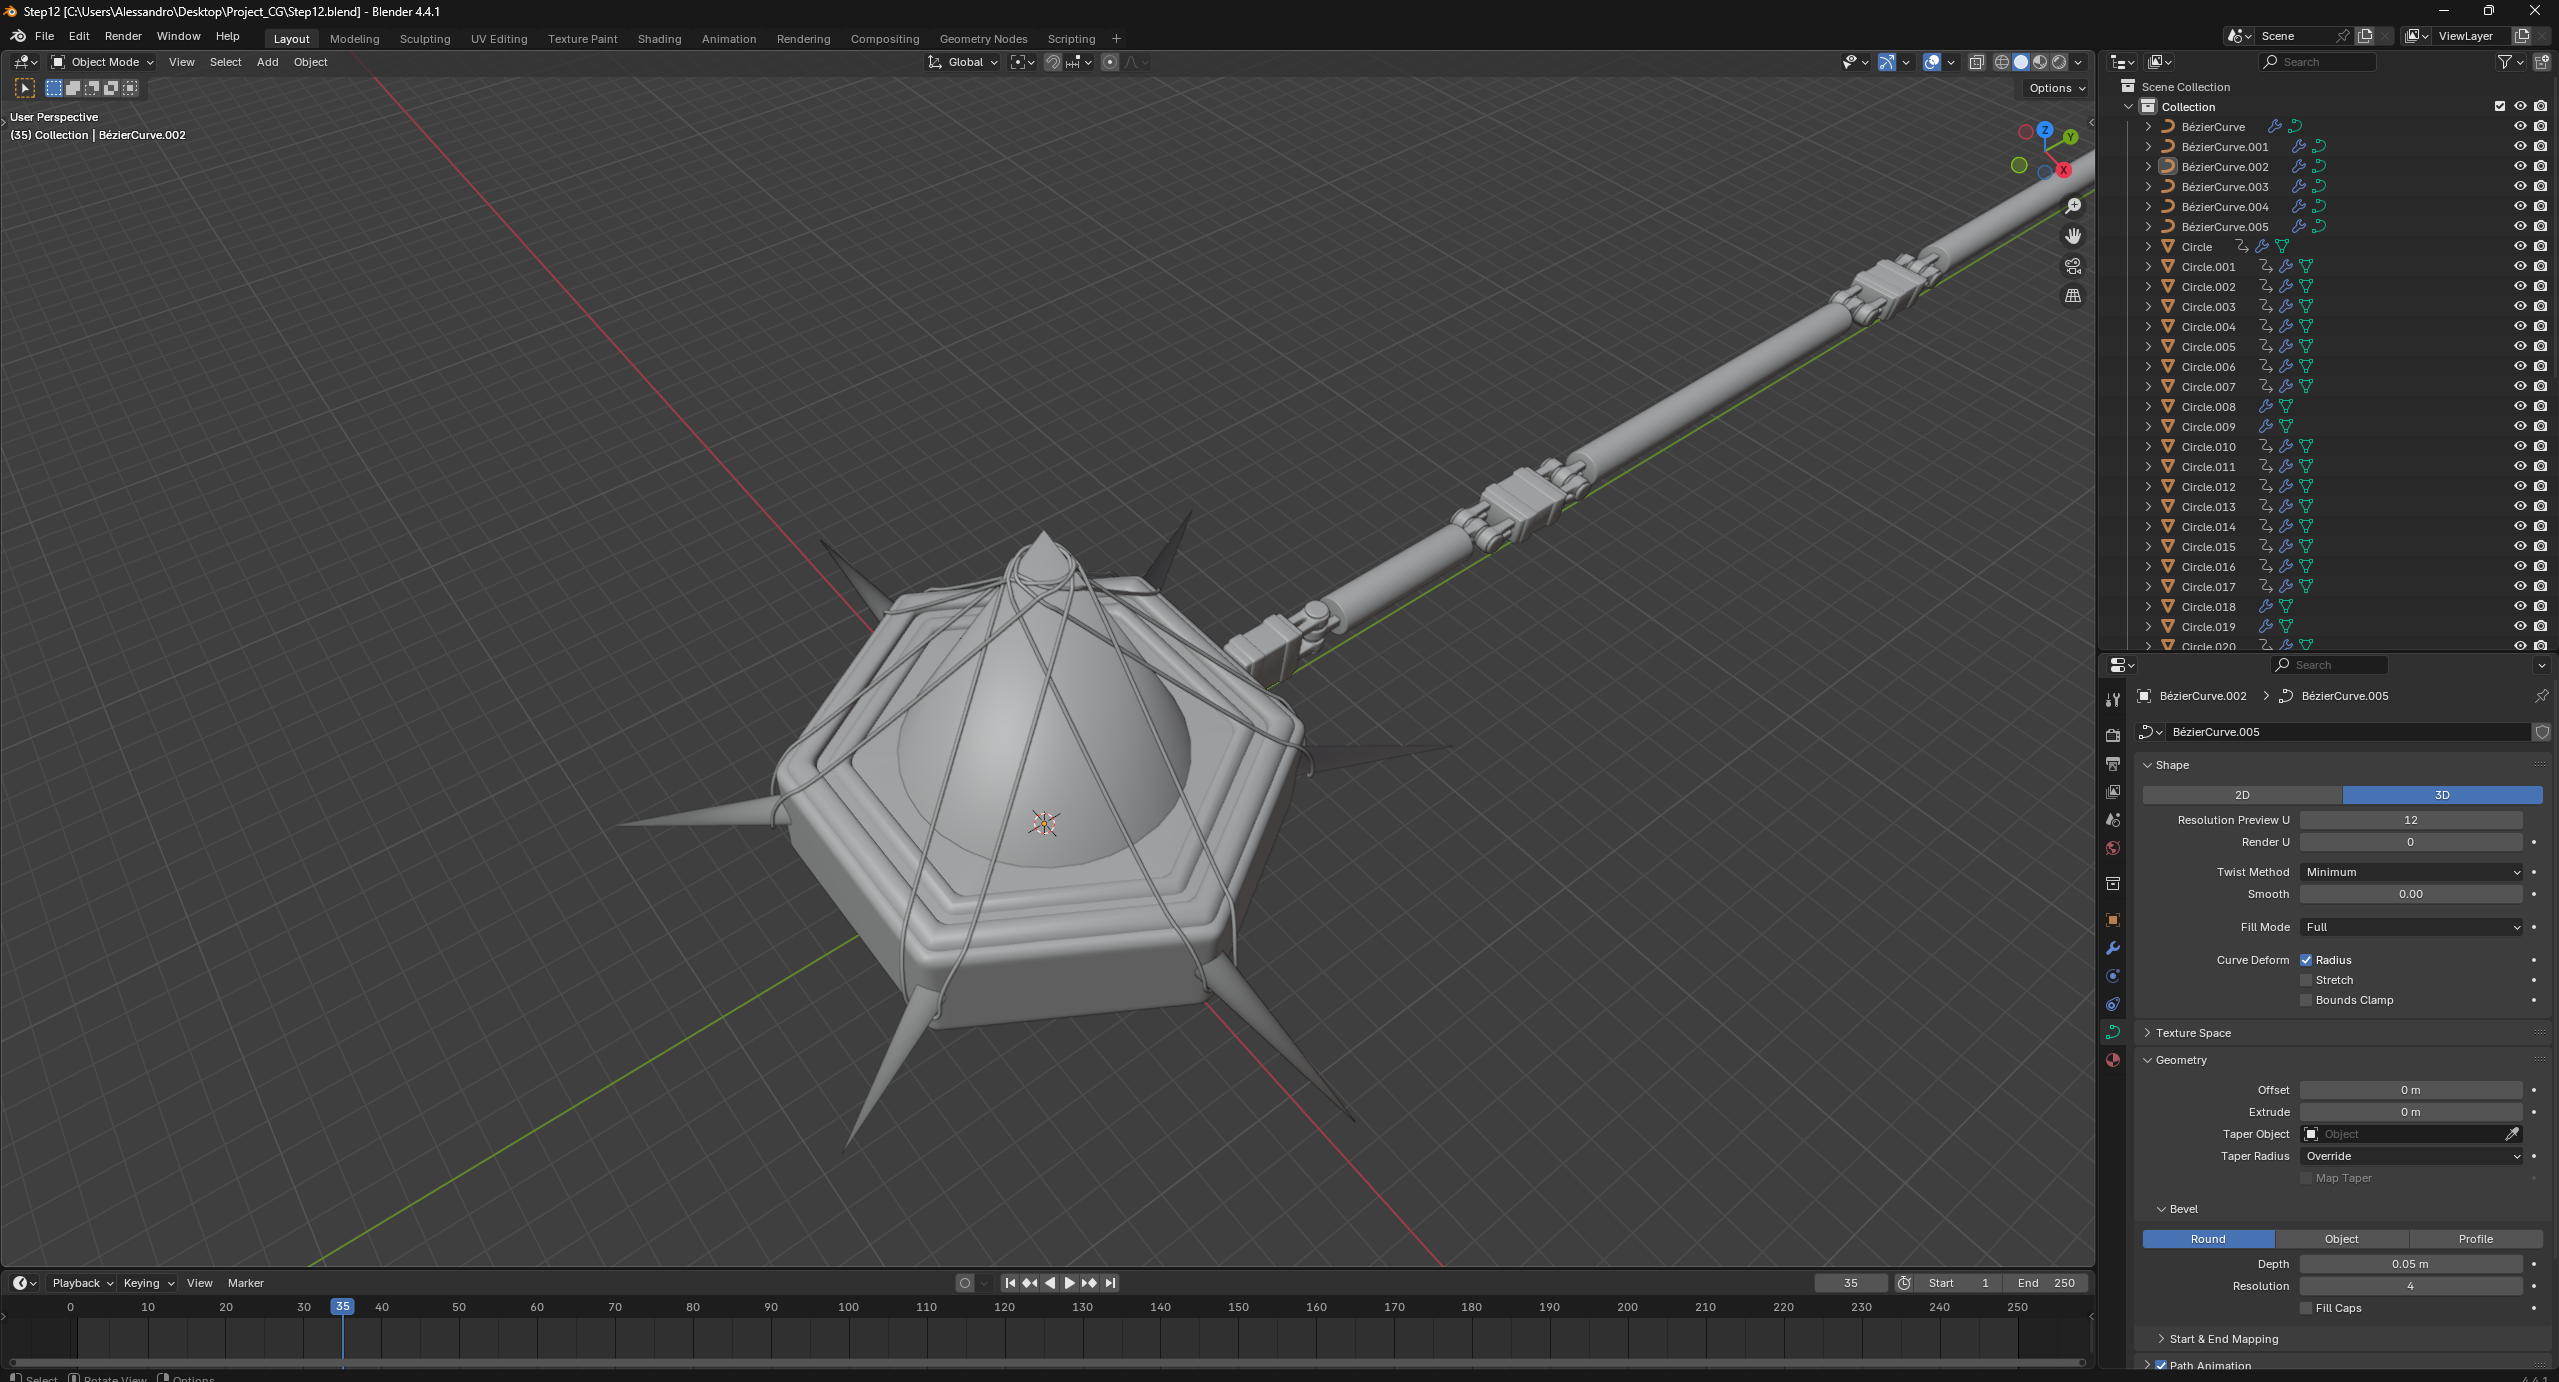 Step12 [C:\Users\Alessandro\Desktop\Project_CG\Step12.blend] - Blender 4.4.1
File Edit Render Window Help Layout Modeling Sculpting UV Editing Texture Paint Shading Animation Rendering Compositing Geometry Nodes Scripting + Scene ViewLayer
Object Mode View Select Add Object Global
Options
User Perspective
(35) Collection | BézierCurve.002
Z
Y
X
Search
Scene Collection
Collection
BézierCurve
BézierCurve.001
BézierCurve.002
BézierCurve.003
BézierCurve.004
BézierCurve.005
Circle
Circle.001
Circle.002
Circle.003
Circle.004
Circle.005
Circle.006
Circle.007
Circle.008
Circle.009
Circle.010
Circle.011
Circle.012
Circle.013
Circle.014
Circle.015
Circle.016
Circle.017
Circle.018
Circle.019
Circle.020
Search
BézierCurve.002 > BézierCurve.005
BézierCurve.005
Shape
2D 3D
Resolution Preview U 12
Render U 0
Twist Method Minimum
Smooth 0.00
Fill Mode Full
Curve Deform Radius
Stretch
Bounds Clamp
Texture Space
Geometry
Offset 0 m
Extrude 0 m
Taper Object Object
Taper Radius Override
Map Taper
Bevel
Round Object Profile
Depth 0.05 m
Resolution 4
Fill Caps
Start & End Mapping
Path Animation
Playback Keying View Marker 35 Start 1 End 250
0 10 20 30 35 40 50 60 70 80 90 100 110 120 130 140 150 160 170 180 190 200 210 220 230 240 250
Select Rotate View Options 4.4.1